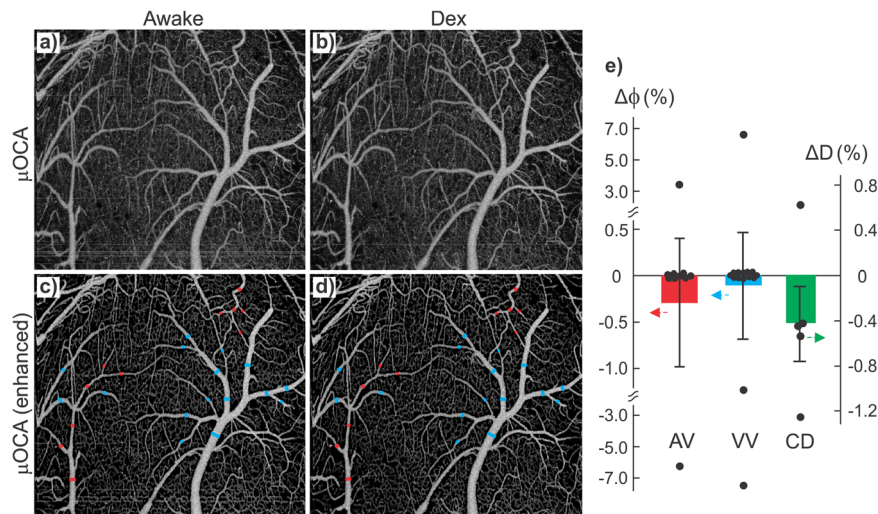 Awake
Dex
a)
b)
μOCA
c)
d)
μOCA (enhanced)
e)
Δϕ (%)
ΔD (%)
7.0
5.0
3.0
0.5
0
-0.5
-1.0
-3.0
-5.0
-7.0
0.8
0.4
0
-0.4
-0.8
-1.2
AV
VV
CD